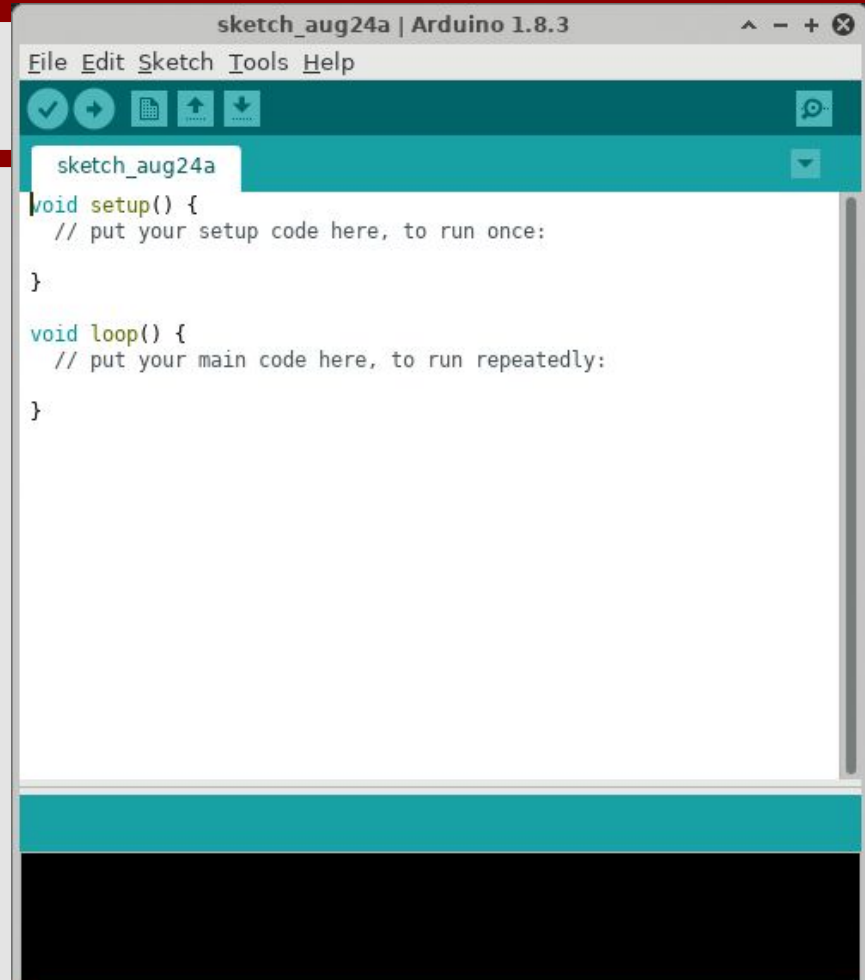 sketch_aug24a | Arduino 1.8.3
File Edit Sketch Tools Help
sketch_aug24a
void setup() {
  // put your setup code here, to run once:

}

void loop() {
  // put your main code here, to run repeatedly:

}